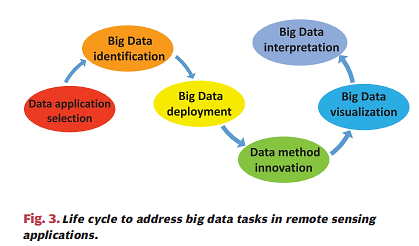 Data application
selection
Big Data
identification
Big Data
deployment
Data method
innovation
Big Data
visualization
Big Data
interpretation
Fig. 3. Life cycle to address big data tasks in remote sensing
applications.